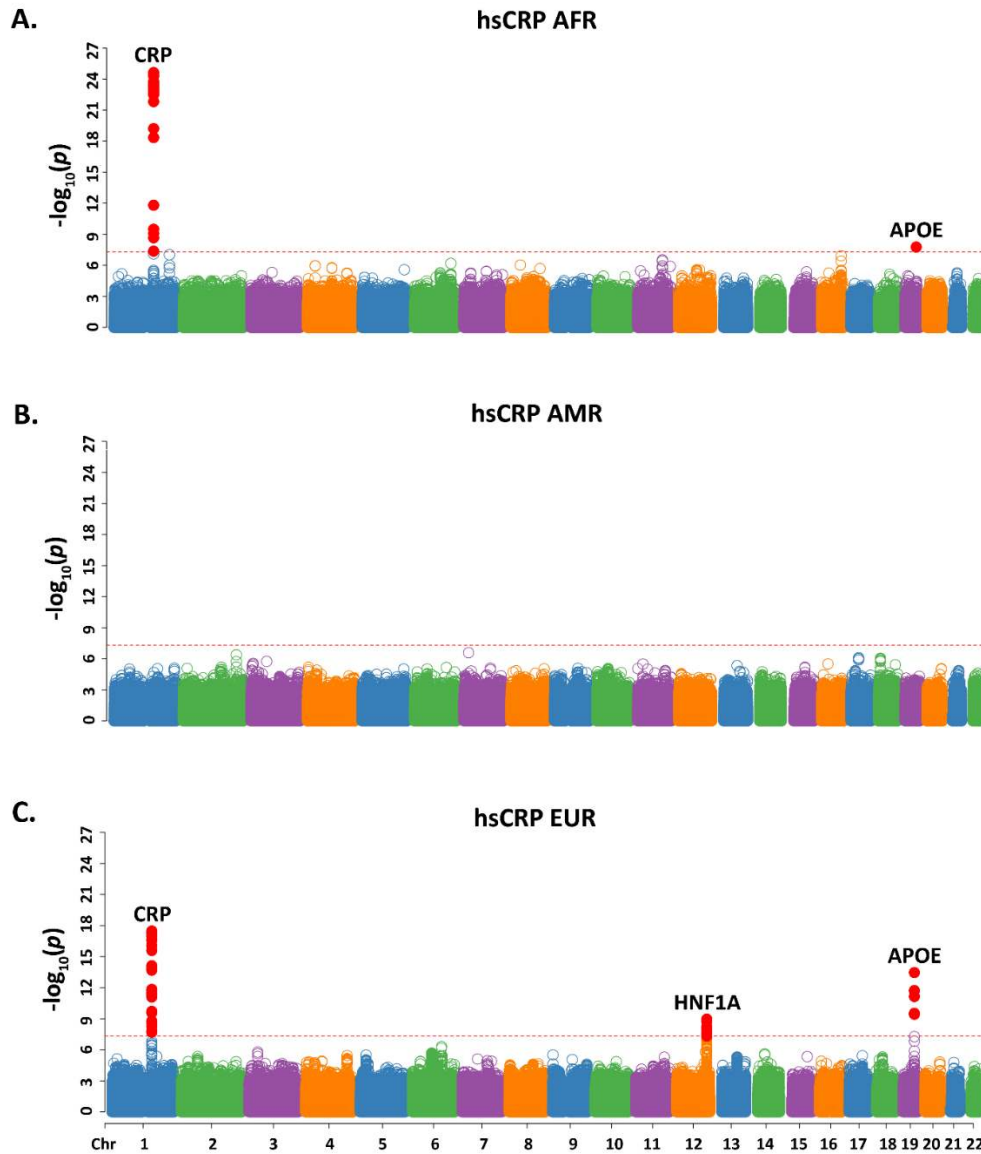 A.
hsCRP AFR
-log10(p)
27
24
21
18
15
12
9
6
3
0
CRP
APOE
B.
hsCRP AMR
-log10(p)
27
24
21
18
15
12
9
6
3
0
C.
hsCRP EUR
-log10(p)
27
24
21
18
15
12
9
6
3
0
CRP
HNF1A
APOE
Chr 1 2 3 4 5 6 7 8 9 10 11 12 13 14 15 16 17 18 19 20 21 22